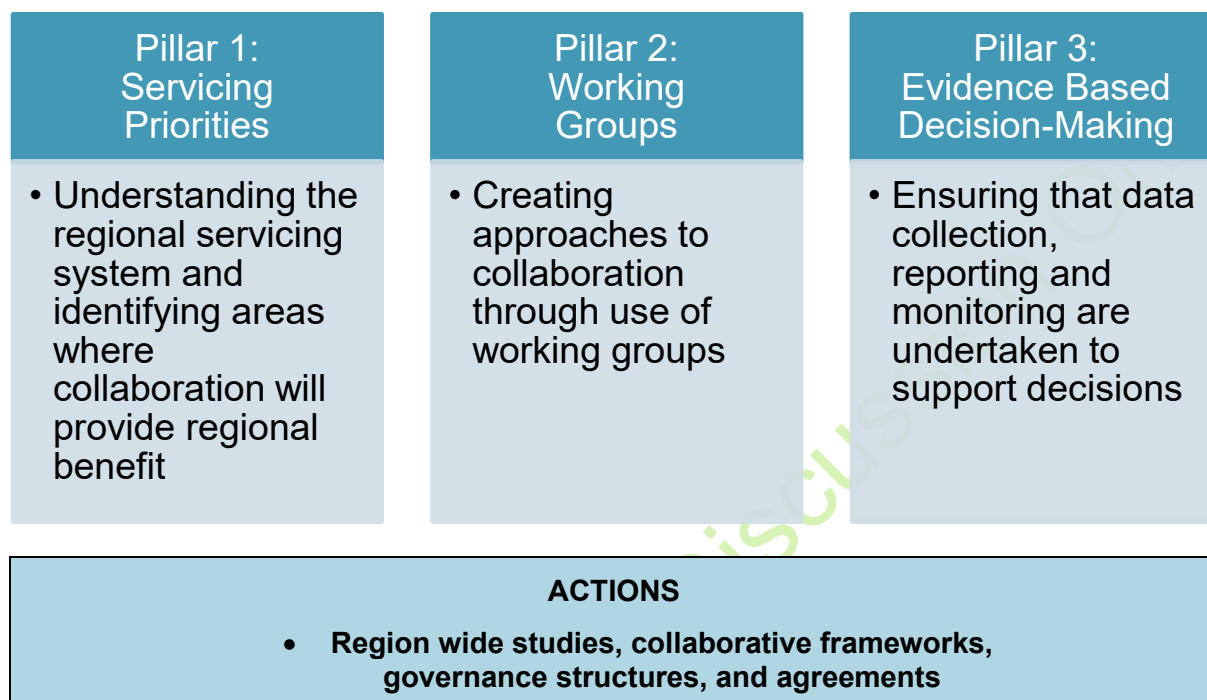 Pillar 1:
Servicing
Priorities
• Understanding the
regional servicing
system and
identifying areas
where
collaboration will
provide regional
benefit
Pillar 2:
Working
Groups
• Creating
approaches to
collaboration
through use of
working groups
Pillar 3:
Evidence Based
Decision-Making
• Ensuring that data
collection,
reporting and
monitoring are
undertaken to
support decisions
ACTIONS
• Region wide studies, collaborative frameworks,
governance structures, and agreements